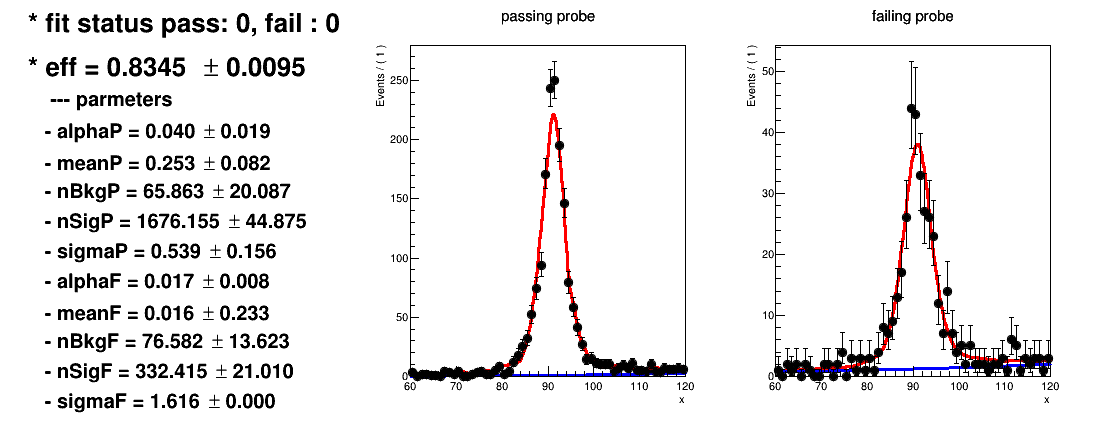 * fit status pass: 0, fail : 0
* eff = 0.8345 ± 0.0095
--- parmeters
- alphaP = 0.040 ± 0.019
- meanP = 0.253 ± 0.082
- nBkgP = 65.863 ± 20.087
- nSigP = 1676.155 ± 44.875
- sigmaP = 0.539 ± 0.156
- alphaF = 0.017 ± 0.008
- meanF = 0.016 ± 0.233
- nBkgF = 76.582 ± 13.623
- nSigF = 332.415 ± 21.010
- sigmaF = 1.616 ± 0.000
passing probe
Events / ( 1 )
250
200
150
100
50
0
60 70 80 90 100 110 120
x
failing probe
Events / ( 1 )
50
40
30
20
10
0
60 70 80 90 100 110 120
x